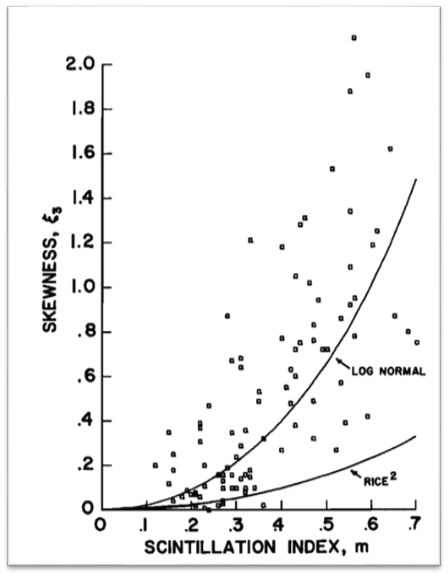 2.0
1.8
1.6
1.4
1.2
1.0
.8
.6
.4
.2
0
SKEWNESS, ξ₃
LOG NORMAL
RICE²
0 .1 .2 .3 .4 .5 .6 0.7
SCINTILLATION INDEX, m